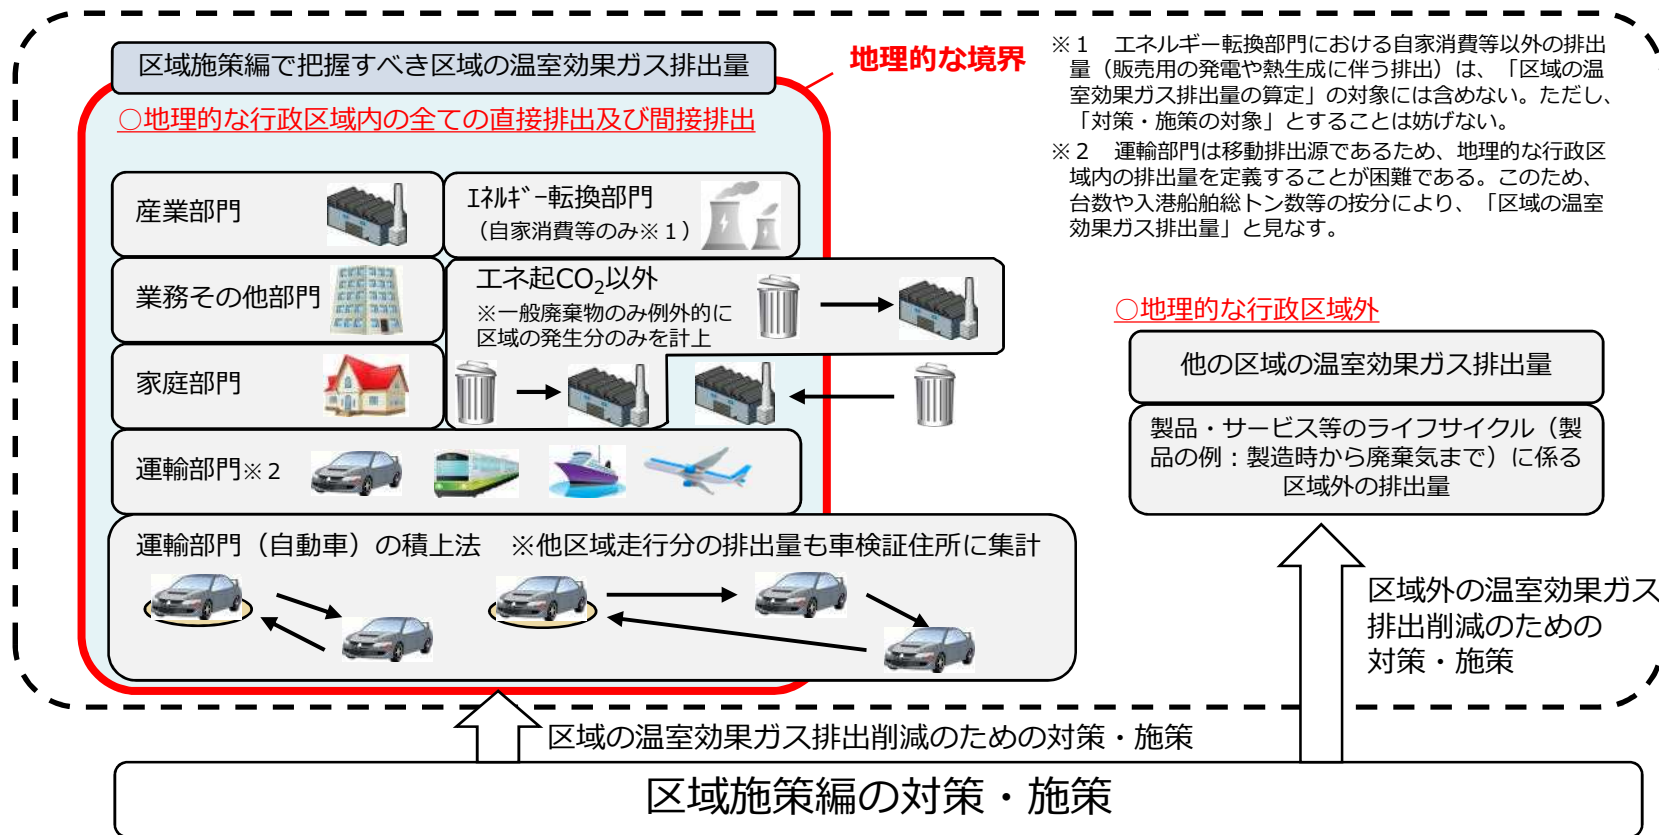 区域施策編で把握すべき区域の温室効果ガス排出量
地理的な境界
○地理的な行政区域内の全ての直接排出及び間接排出
産業部門
ｴﾈﾙｷﾞｰ転換部門
（自家消費等のみ※１）
業務その他部門
エネ起CO₂以外
※一般廃棄物のみ例外的に
区域の発生分のみを計上
家庭部門
運輸部門※２
運輸部門（自動車）の積上法　※他区域走行分の排出量も車検証住所に集計
※１　エネルギー転換部門における自家消費等以外の排出
量（販売用の発電や熱生成に伴う排出）は、「区域の温
室効果ガス排出量の算定」の対象には含めない。ただし、
「対策・施策の対象」とすることは妨げない。
※２　運輸部門は移動排出源であるため、地理的な行政区
域内の排出量を定義することが困難である。このため、
台数や入港船舶総トン数等の按分により、「区域の温室
効果ガス排出量」と見なす。
○地理的な行政区域外
他の区域の温室効果ガス排出量
製品・サービス等のライフサイクル（製
品の例：製造時から廃棄気まで）に係る
区域外の排出量
区域外の温室効果ガス
排出削減のための
対策・施策
区域の温室効果ガス排出削減のための対策・施策
区域施策編の対策・施策